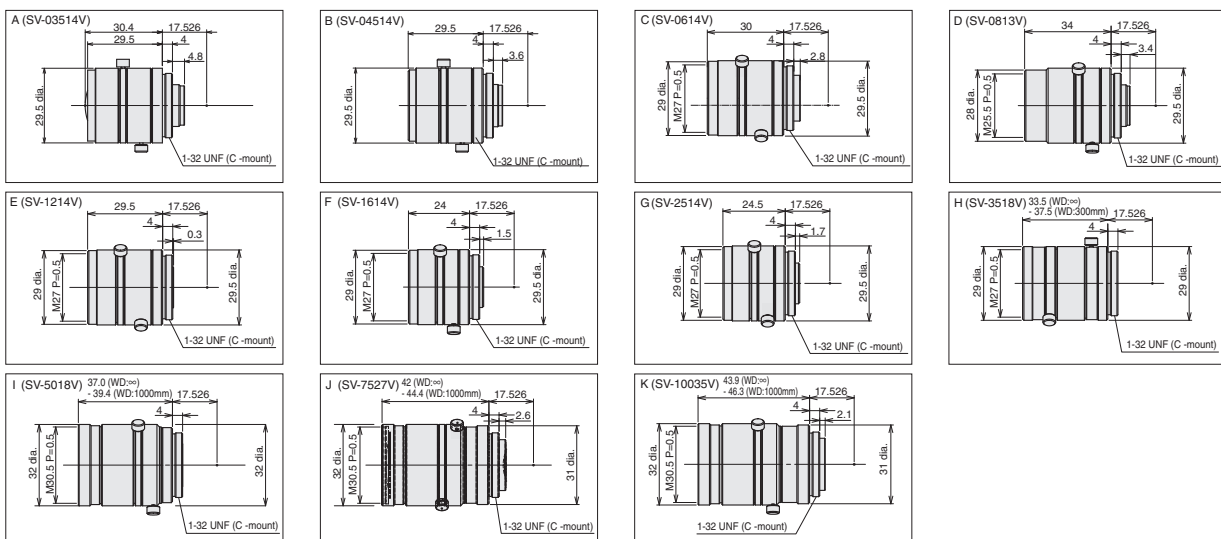 A (SV-03514V)
30.4
17.526
29.5
4
4.8
29.5 dia.
1-32 UNF (C -mount)
B (SV-04514V)
29.5
17.526
4
3.6
29.5 dia.
1-32 UNF (C -mount)
C (SV-0614V)
30
17.526
4
2.8
29 dia.
M27 P=0.5
29.5 dia.
1-32 UNF (C -mount)
D (SV-0813V)
34
17.526
4
3.4
28 dia.
M25.5 P=0.5
29.5 dia.
1-32 UNF (C -mount)
E (SV-1214V)
29.5
17.526
4
0.3
29 dia.
M27 P=0.5
29.5 dia.
1-32 UNF (C -mount)
F (SV-1614V)
24
17.526
4
1.5
29 dia.
M27 P=0.5
29.5 dia.
1-32 UNF (C -mount)
G (SV-2514V)
24.5
17.526
4
1.7
29 dia.
M27 P=0.5
29.5 dia.
1-32 UNF (C -mount)
H (SV-3518V)
33.5 (WD:∞)
- 37.5 (WD:300mm)
17.526
4
29 dia.
M27 P=0.5
29 dia.
1-32 UNF (C -mount)
I (SV-5018V)
37.0 (WD:∞)
- 39.4 (WD:1000mm)
17.526
4
32 dia.
M30.5 P=0.5
32 dia.
1-32 UNF (C -mount)
J (SV-7527V)
42 (WD:∞)
- 44.4 (WD:1000mm)
17.526
4
2.6
32 dia.
M30.5 P=0.5
31 dia.
1-32 UNF (C -mount)
K (SV-10035V)
43.9 (WD:∞)
- 46.3 (WD:1000mm)
17.526
4
2.1
32 dia.
M30.5 P=0.5
31 dia.
1-32 UNF (C -mount)